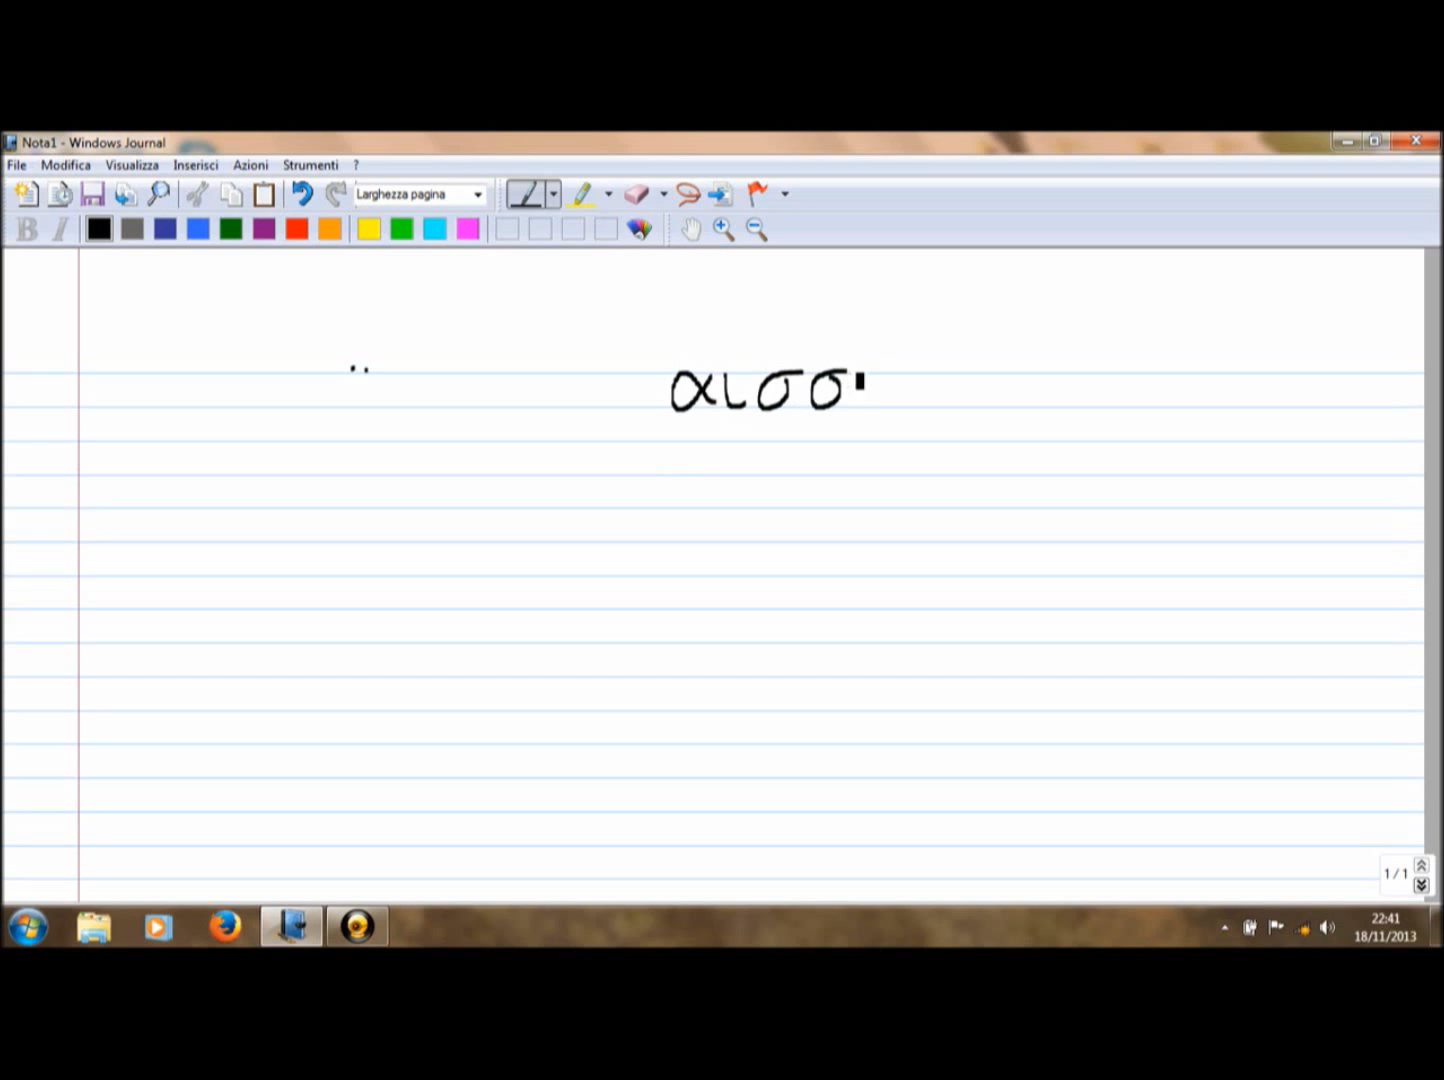 Nota1 - Windows Journal
File Modifica Visualizza Inserisci Azioni Strumenti ?
Larghezza pagina
B I
¨ αισσ
1 / 1
22:41
18/11/2013